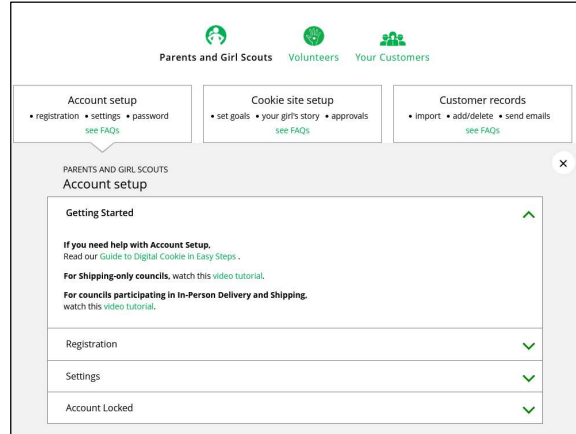 Parents and Girl Scouts Volunteers Your Customers
Account setup
• registration • settings • password
see FAQs
Cookie site setup
• set goals • your girl's story • approvals
see FAQs
Customer records
• import • add/delete • send emails
see FAQs
PARENTS AND GIRL SCOUTS
Account setup
Getting Started
If you need help with Account Setup,
Read our Guide to Digital Cookie in Easy Steps .
For Shipping-only councils, watch this video tutorial.
For councils participating in In-Person Delivery and Shipping,
watch this video tutorial.
Registration
Settings
Account Locked